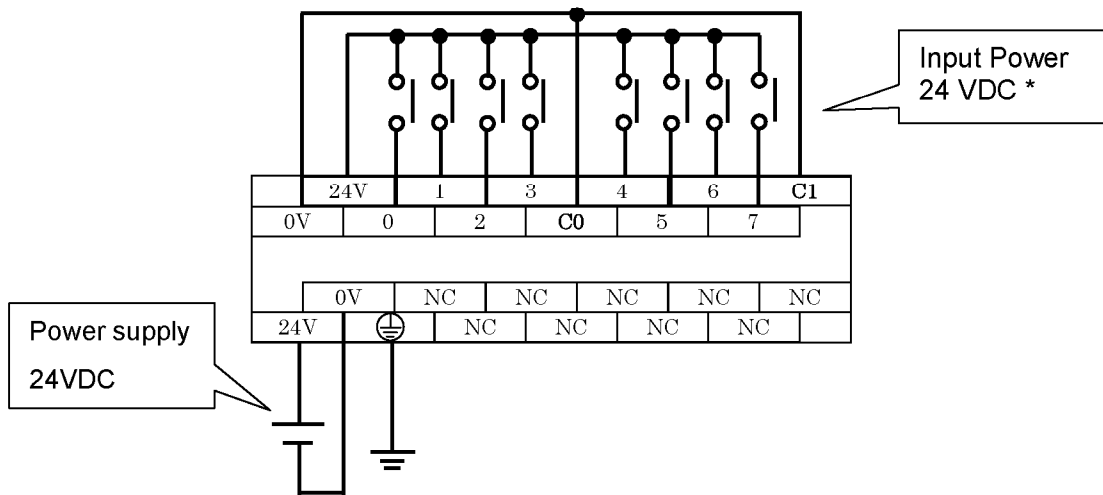 Input Power
24 VDC *
24V 1 3 4 6 C1
0V 0 2 C0 5 7
0V NC NC NC NC NC
24V NC NC NC NC
Power supply
24VDC